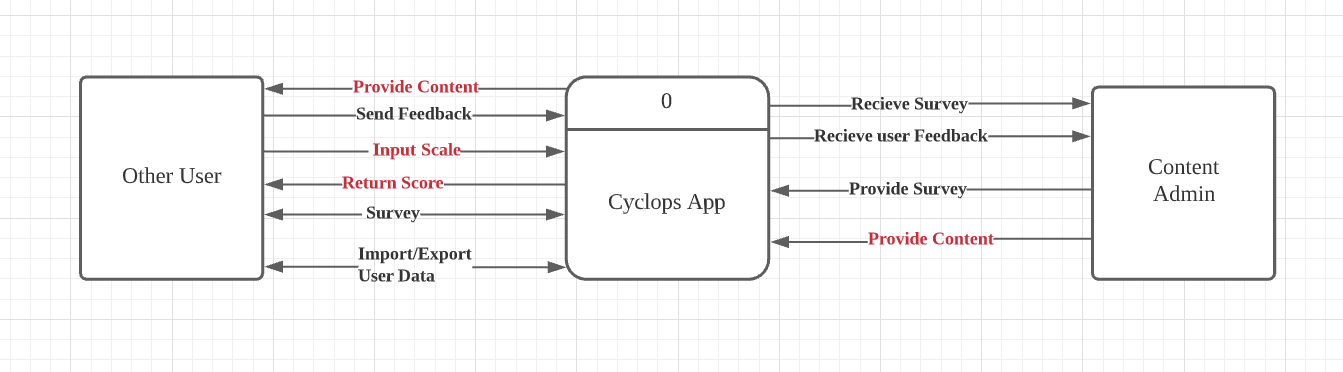 Other User
Provide Content
Send Feedback
Input Scale
Return Score
Survey
Import/Export
User Data
0
Cyclops App
Recieve Survey
Recieve user Feedback
Provide Survey
Provide Content
Content
Admin